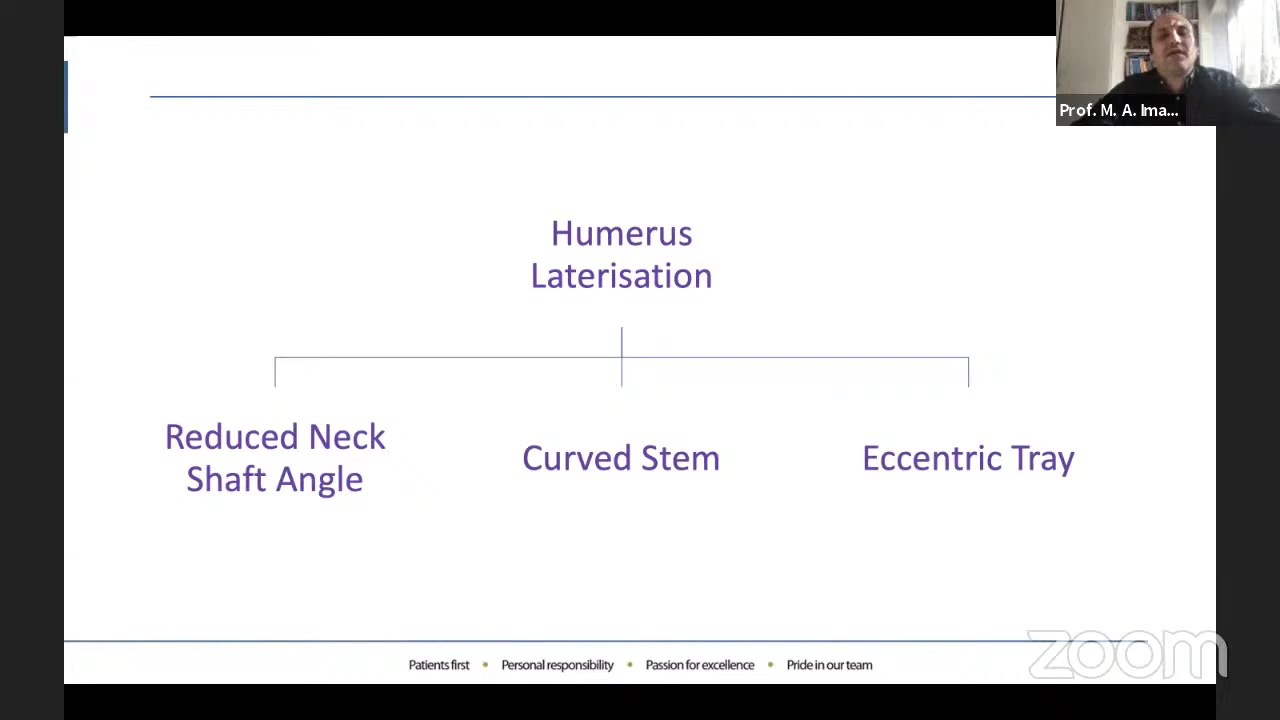 Prof. M. A. Ima...
Humerus
Laterisation
Reduced Neck
Shaft Angle
Curved Stem
Eccentric Tray
Patients first • Personal responsibility • Passion for excellence • Pride in our team
zoom